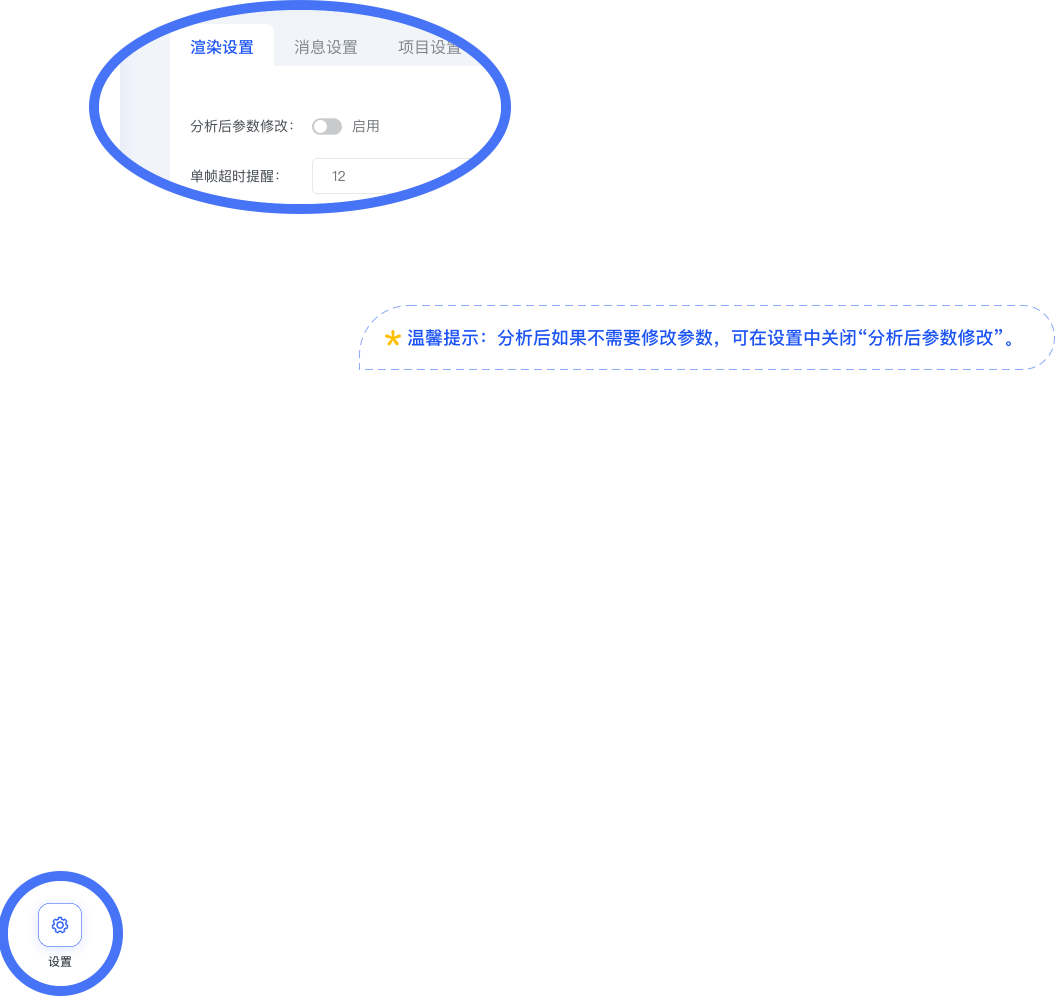 渲染设置 消息设置 项目设置
分析后参数修改： 启用
单帧超时提醒： 12
温馨提示：分析后如果不需要修改参数，可在设置中关闭“分析后参数修改”。
设置